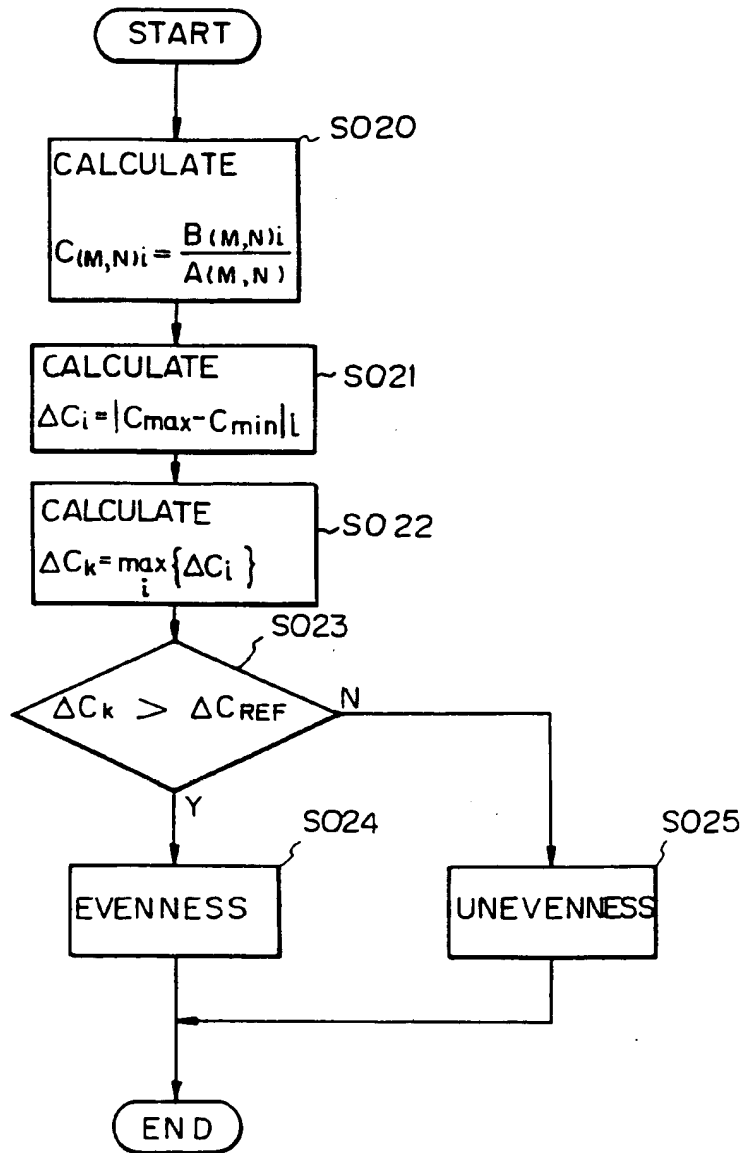 START
S020
CALCULATE
C(M,N)i = B(M,N)i / A(M,N)
CALCULATE
S021
ΔCi = |Cmax - Cmin|i
CALCULATE
S022
ΔCk = max i {ΔCi}
S023
ΔCk > ΔCREF
N
Y
S024
S025
EVENNESS
UNEVENNESS
END